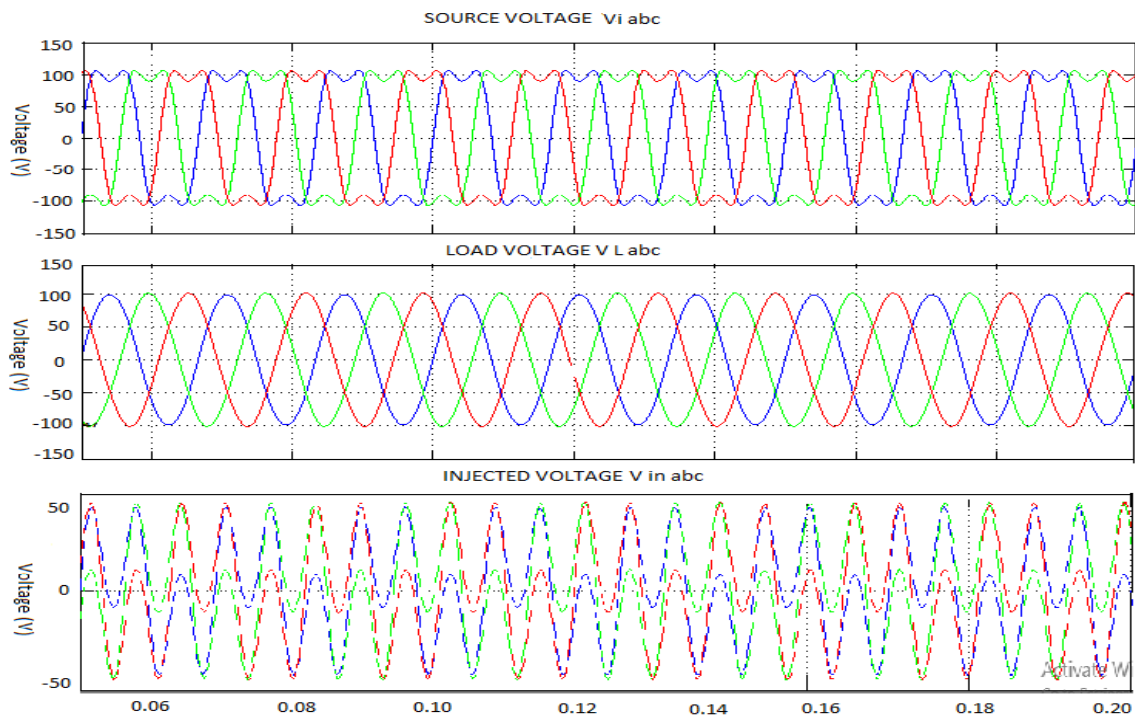 SOURCE VOLTAGE Vi abc
150
100
50
0
-50
-100
-150
Voltage (V)
LOAD VOLTAGE V L abc
150
100
50
0
-50
-100
-150
Voltage (V)
INJECTED VOLTAGE V in abc
50
0
-50
Voltage (V)
Activate W
0.06 0.08 0.10 0.12 0.14 0.16 0.18 0.20